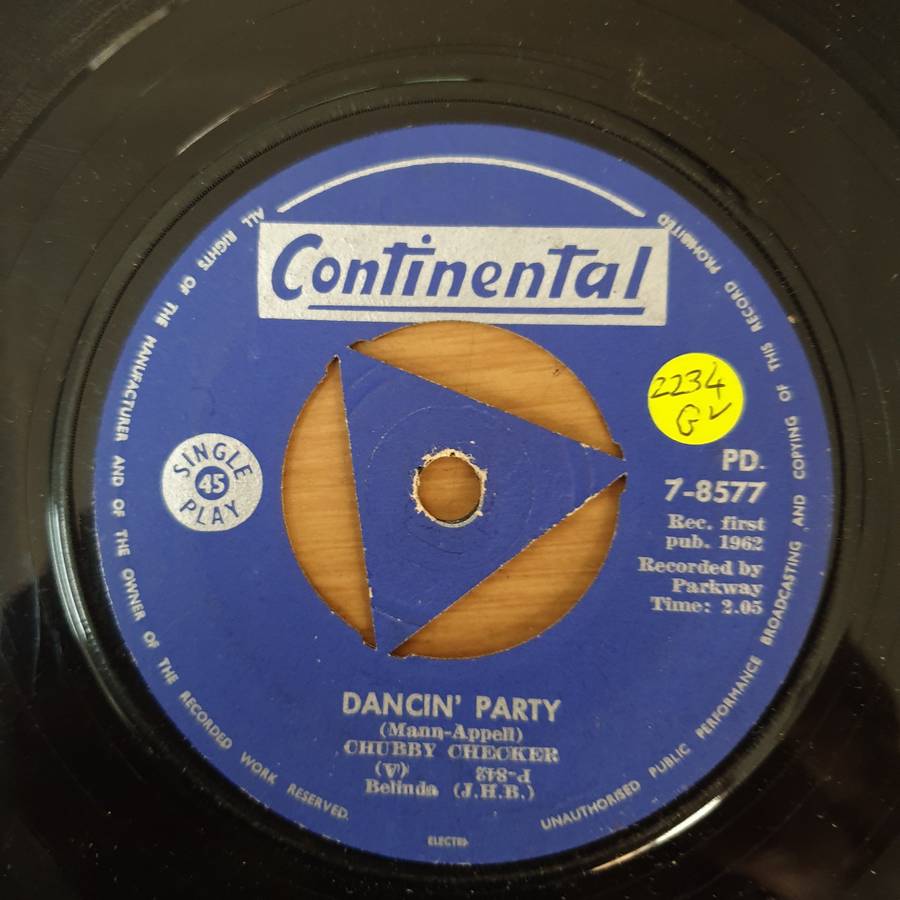 Continental
ALL RIGHTS OF THE MANUFACTURER AND OF THE OWNER OF THE RECORDED WORK RESERVED.
UNAUTHORISED PUBLIC PERFORMANCE BROADCASTING AND COPYING OF THIS RECORD PROHIBITED
2234
GV
SINGLE
45
PLAY
PD.
7-8577
Rec. first
pub. 1962
Recorded by
Parkway
Time: 2.05
DANCIN' PARTY
(Mann-Appell)
CHUBBY CHECKER
(V) P-842
Belinda (J.H.B.)